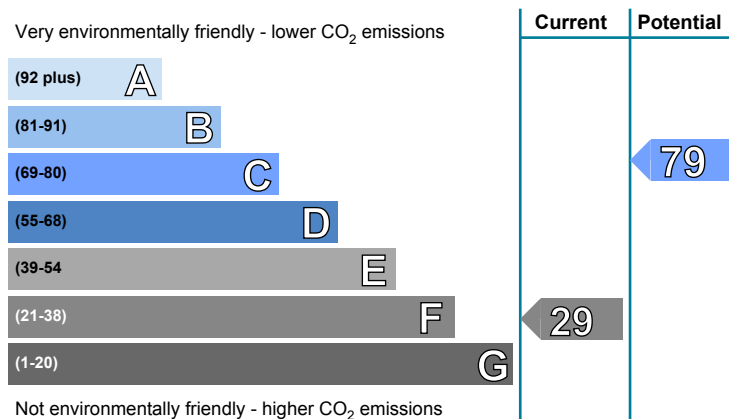 Current Potential
Very environmentally friendly - lower CO₂ emissions
(92 plus) A
(81-91) B
(69-80) C
79
(55-68) D
(39-54 E
(21-38) F
29
(1-20) G
Not environmentally friendly - higher CO₂ emissions